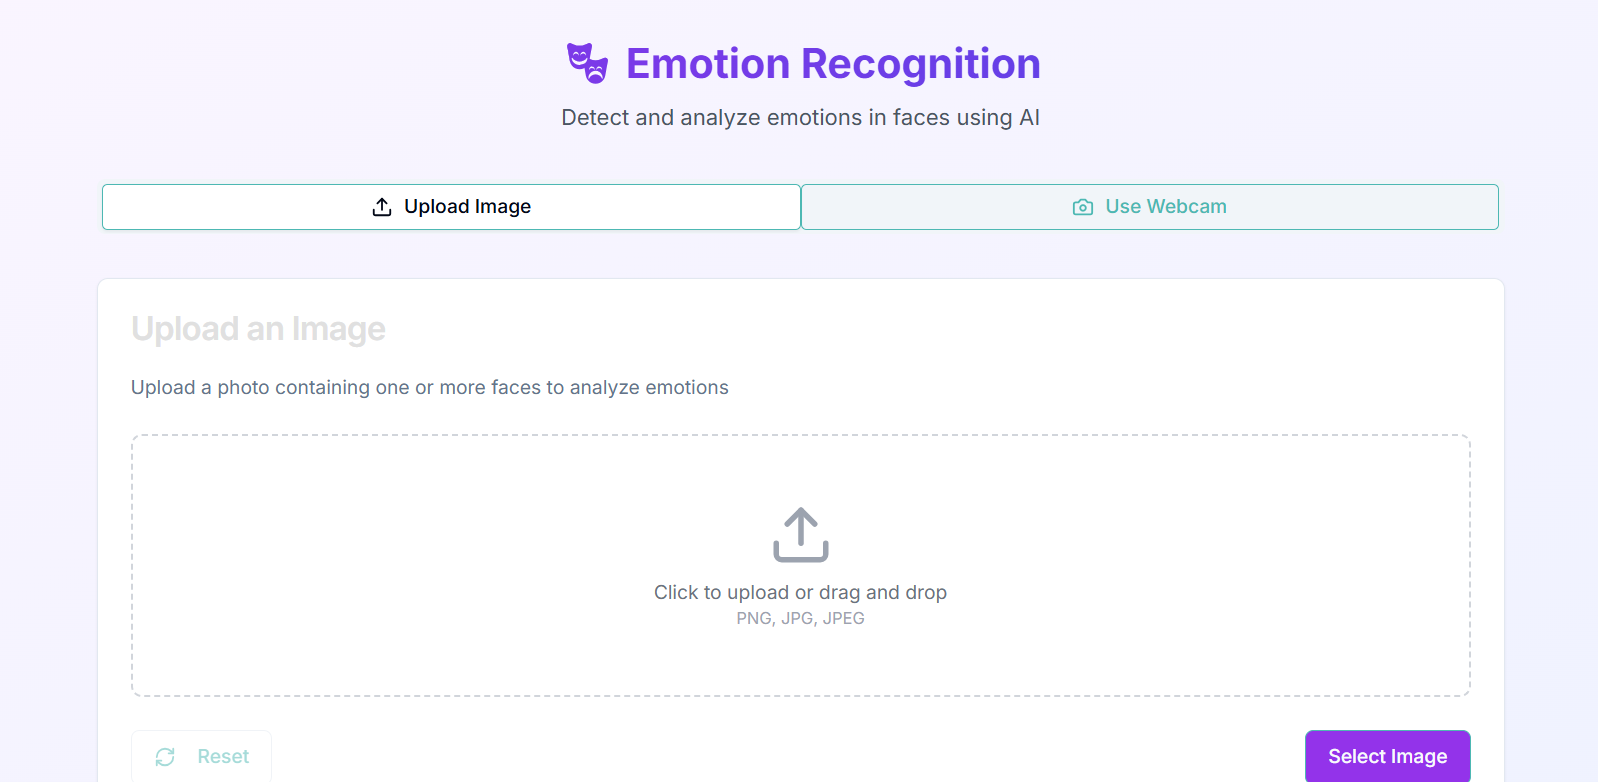 Emotion Recognition
Detect and analyze emotions in faces using AI
Upload Image
Use Webcam
Upload an Image
Upload a photo containing one or more faces to analyze emotions
Click to upload or drag and drop
PNG, JPG, JPEG
Reset
Select Image